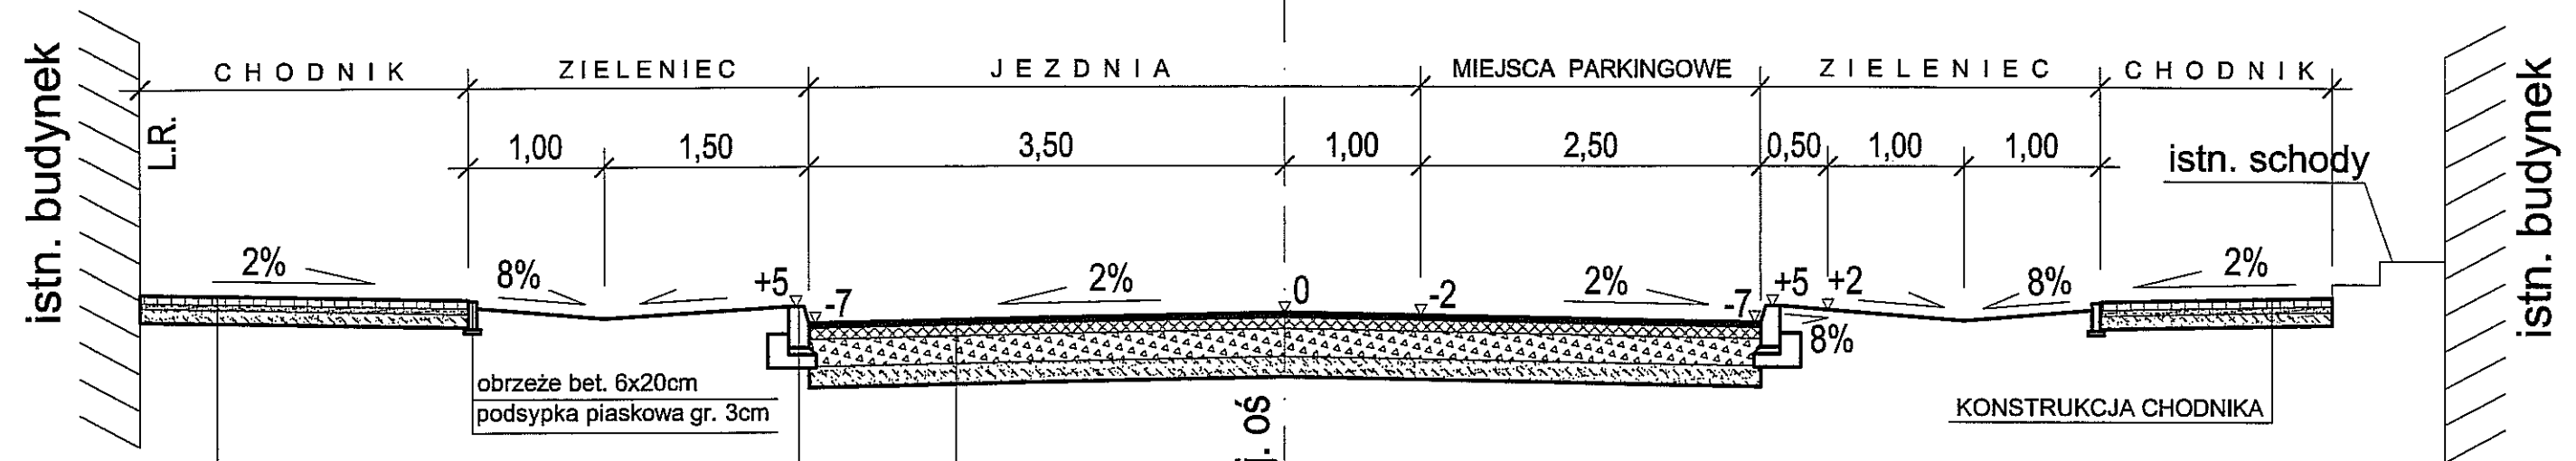 istn. budynek
CHODNIK ZIELENIEC JEZDNIA MIEJSCA PARKINGOWE ZIELENIEC CHODNIK
L.R.
1,00 1,50 3,50 1,00 2,50 0,50 1,00 1,00
istn. schody
istn. budynek
2% 8% +5 -7 2% 0 -2 2% -7 +5 +2 8% 2%
8%
obrzeże bet. 6x20cm
podsypka piaskowa gr. 3cm
oś
KONSTRUKCJA CHODNIKA